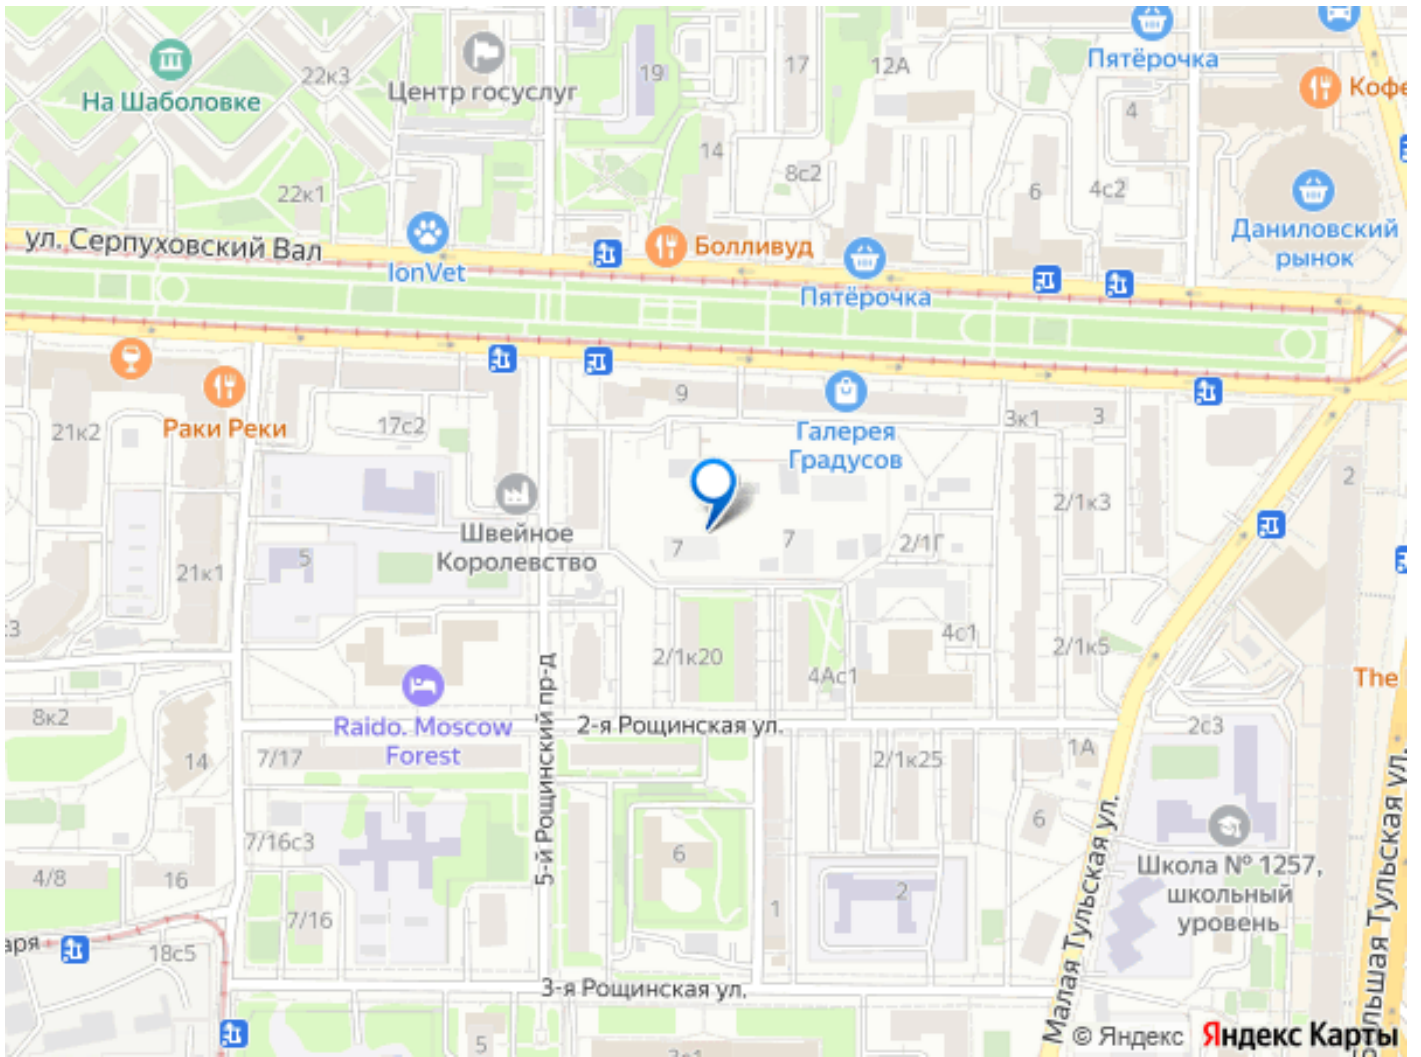 Пятёрочка
22к3
19
17
12А
На Шаболовке
Центр госуслуг
Кофе
4
14
8с2
22к1
6
4с2
ул. Серпуховский Вал
IonVet
Болливуд
Пятёрочка
Даниловский
рынок
9
21к2
Раки Реки
17с2
Галерея
Градусов
3к1
3
2
2/1к3
Швейное
Королевство
7
7
2/1Г
5
21к1
4с1
2/1к5
2/1к20
4Ас1
The
8к2
Raido. Moscow
Forest
2-я Рощинская ул.
2с3
14
7/17
5-й Рощинский пр-д
2/1к25
1А
7/16с3
6
6
Малая Тульская ул.
Школа № 1257,
школьный
уровень
4/8
16
7/16
1
2
аря
18с5
3-я Рощинская ул.
5
© Яндекс
Яндекс Карты